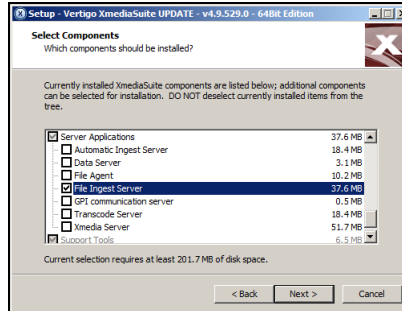 Setup - Vertigo XmediaSuite UPDATE - v4.9.529.0 - 64Bit Edition
Select Components
Which components should be installed?
Currently installed XmediaSuite components are listed below; additional components
can be selected for installation. DO NOT deselect currently installed items from the
tree.
Server Applications 37.6 MB
Automatic Ingest Server 18.4 MB
Data Server 3.1 MB
File Agent 10.2 MB
File Ingest Server 37.6 MB
GPI communication server 0.5 MB
Transcode Server 18.4 MB
Xmedia Server 51.7 MB
Support Tools 6.5 MB
Current selection requires at least 201.7 MB of disk space.
< Back Next > Cancel